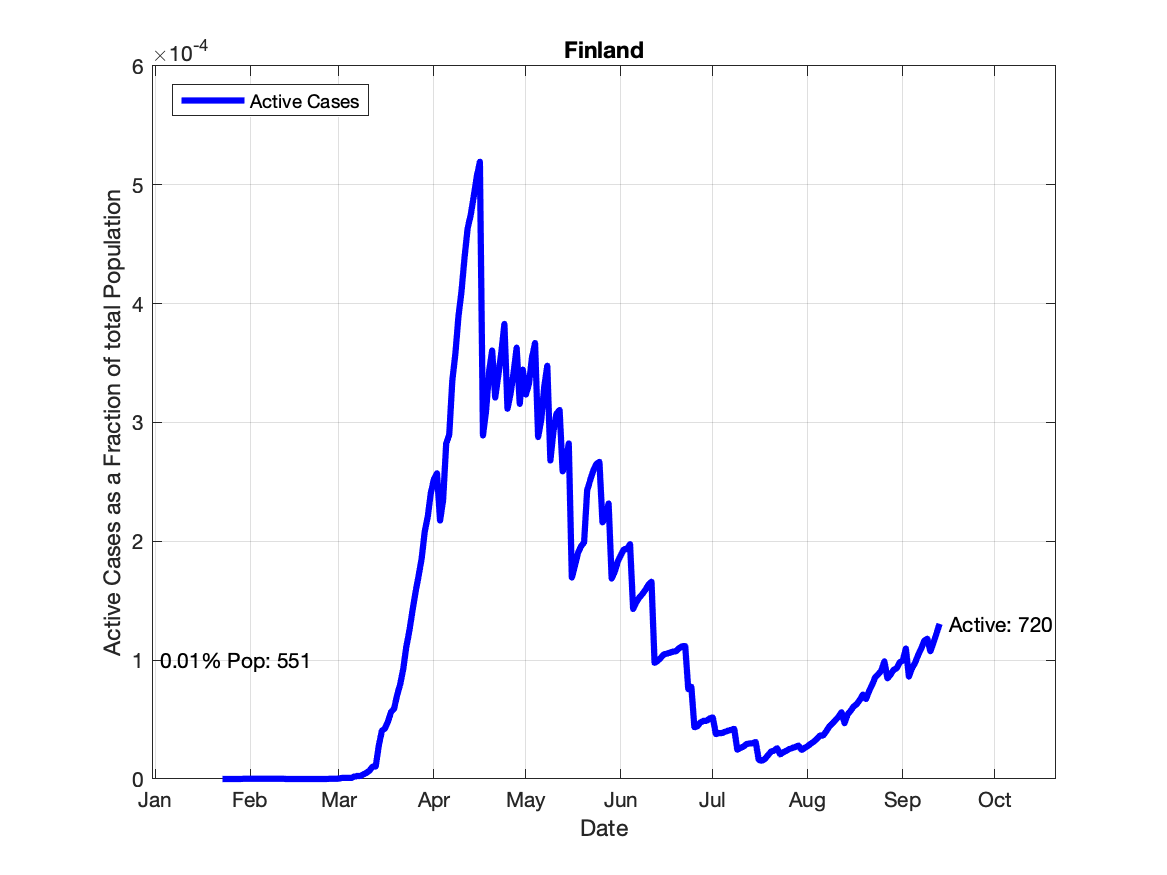 Finland
×10-4
6
Active Cases
5
4
3
2
1
0
0.01% Pop: 551
Active: 720
Active Cases as a Fraction of total Population
Jan Feb Mar Apr May Jun Jul Aug Sep Oct
Date